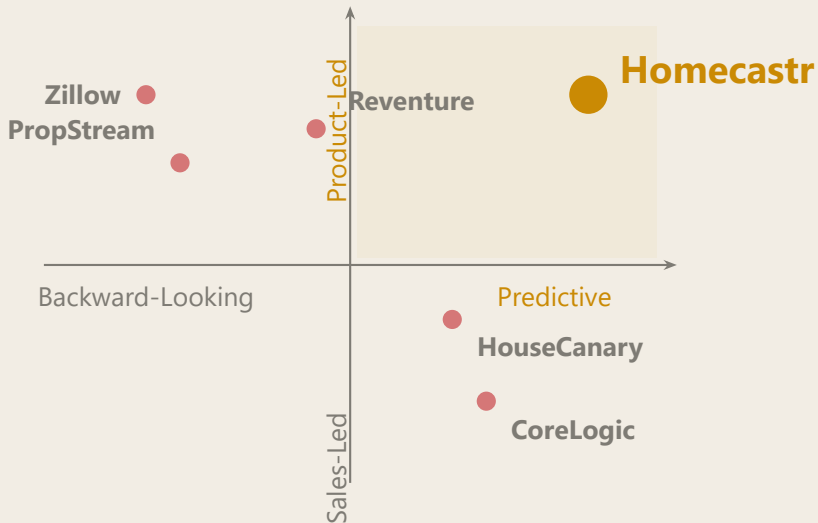 Homecastr
Zillow
Reventure
PropStream
Product-Led
Backward-Looking
Predictive
HouseCanary
CoreLogic
Sales-Led